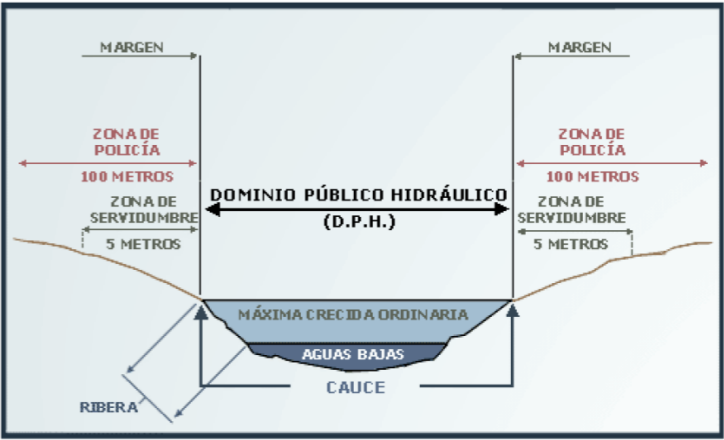 MARGEN
MARGEN
ZONA DE
POLICÍA
100 METROS
ZONA DE
POLICÍA
100 METROS
DOMINIO PÚBLICO HIDRÁULICO
(D.P.H.)
ZONA DE
SERVIDUMBRE
5 METROS
ZONA DE
SERVIDUMBRE
5 METROS
MÁXIMA CRECIDA ORDINARIA
AGUAS BAJAS
CAUCE
RIBERA